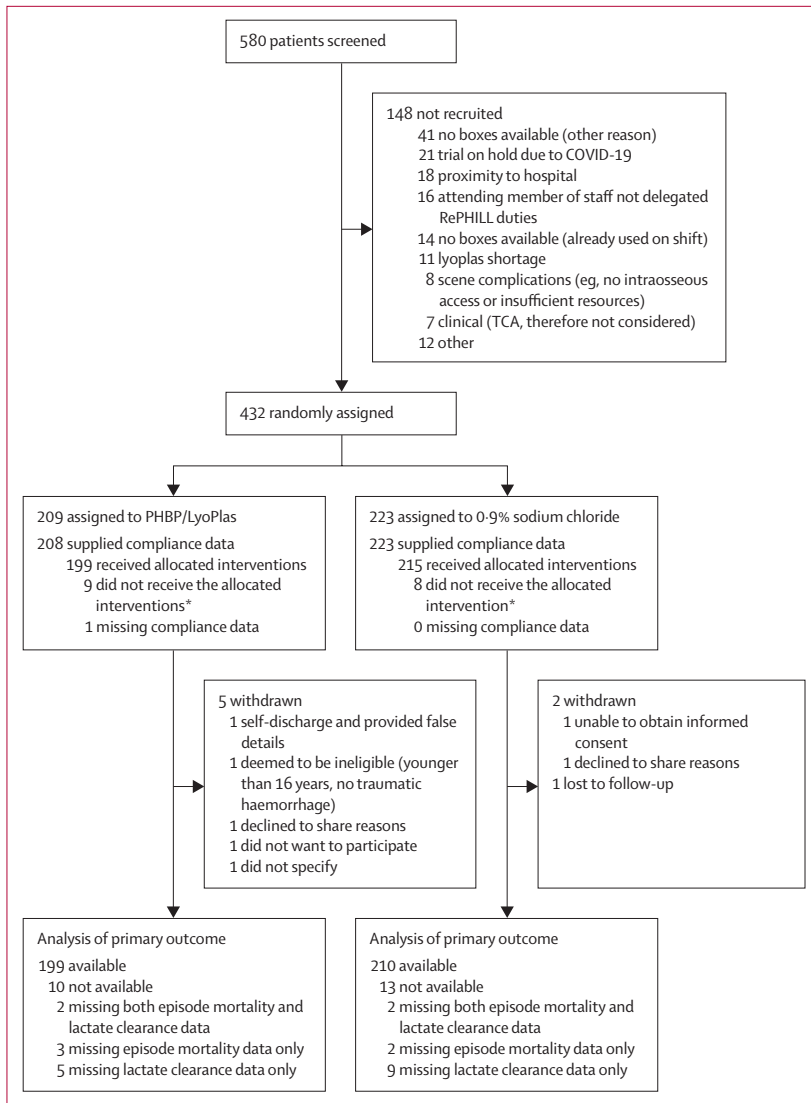 580 patients screened
148 not recruited
41 no boxes available (other reason)
21 trial on hold due to COVID-19
18 proximity to hospital
16 attending member of staff not delegated
RePHILL duties
14 no boxes available (already used on shift)
11 lyoplas shortage
8 scene complications (eg, no intraosseous
access or insufficient resources)
7 clinical (TCA, therefore not considered)
12 other
432 randomly assigned
209 assigned to PHBP/LyoPlas
208 supplied compliance data
199 received allocated interventions
9 did not receive the allocated
interventions*
1 missing compliance data
223 assigned to 0·9% sodium chloride
223 supplied compliance data
215 received allocated interventions
8 did not receive the allocated
intervention*
0 missing compliance data
5 withdrawn
1 self-discharge and provided false
details
1 deemed to be ineligible (younger
than 16 years, no traumatic
haemorrhage)
1 declined to share reasons
1 did not want to participate
1 did not specify
2 withdrawn
1 unable to obtain informed
consent
1 declined to share reasons
1 lost to follow-up
Analysis of primary outcome
199 available
10 not available
2 missing both episode mortality and
lactate clearance data
3 missing episode mortality data only
5 missing lactate clearance data only
Analysis of primary outcome
210 available
13 not available
2 missing both episode mortality and
lactate clearance data
2 missing episode mortality data only
9 missing lactate clearance data only